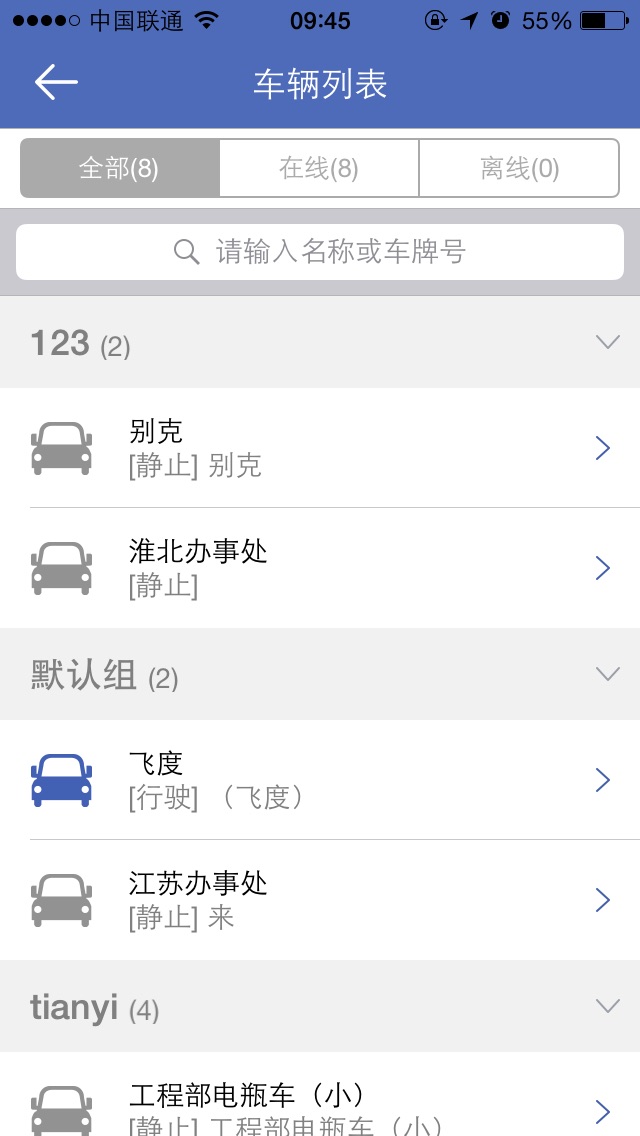 中国联通 09:45 55%
车辆列表
全部(8) 在线(8) 离线(0)
请输入名称或车牌号
123 (2)
别克
[静止] 别克
淮北办事处
[静止]
默认组 (2)
飞度
[行驶] （飞度）
江苏办事处
[静止] 来
tianyi (4)
工程部电瓶车（小）
[静止] 工程部电瓶车（小）